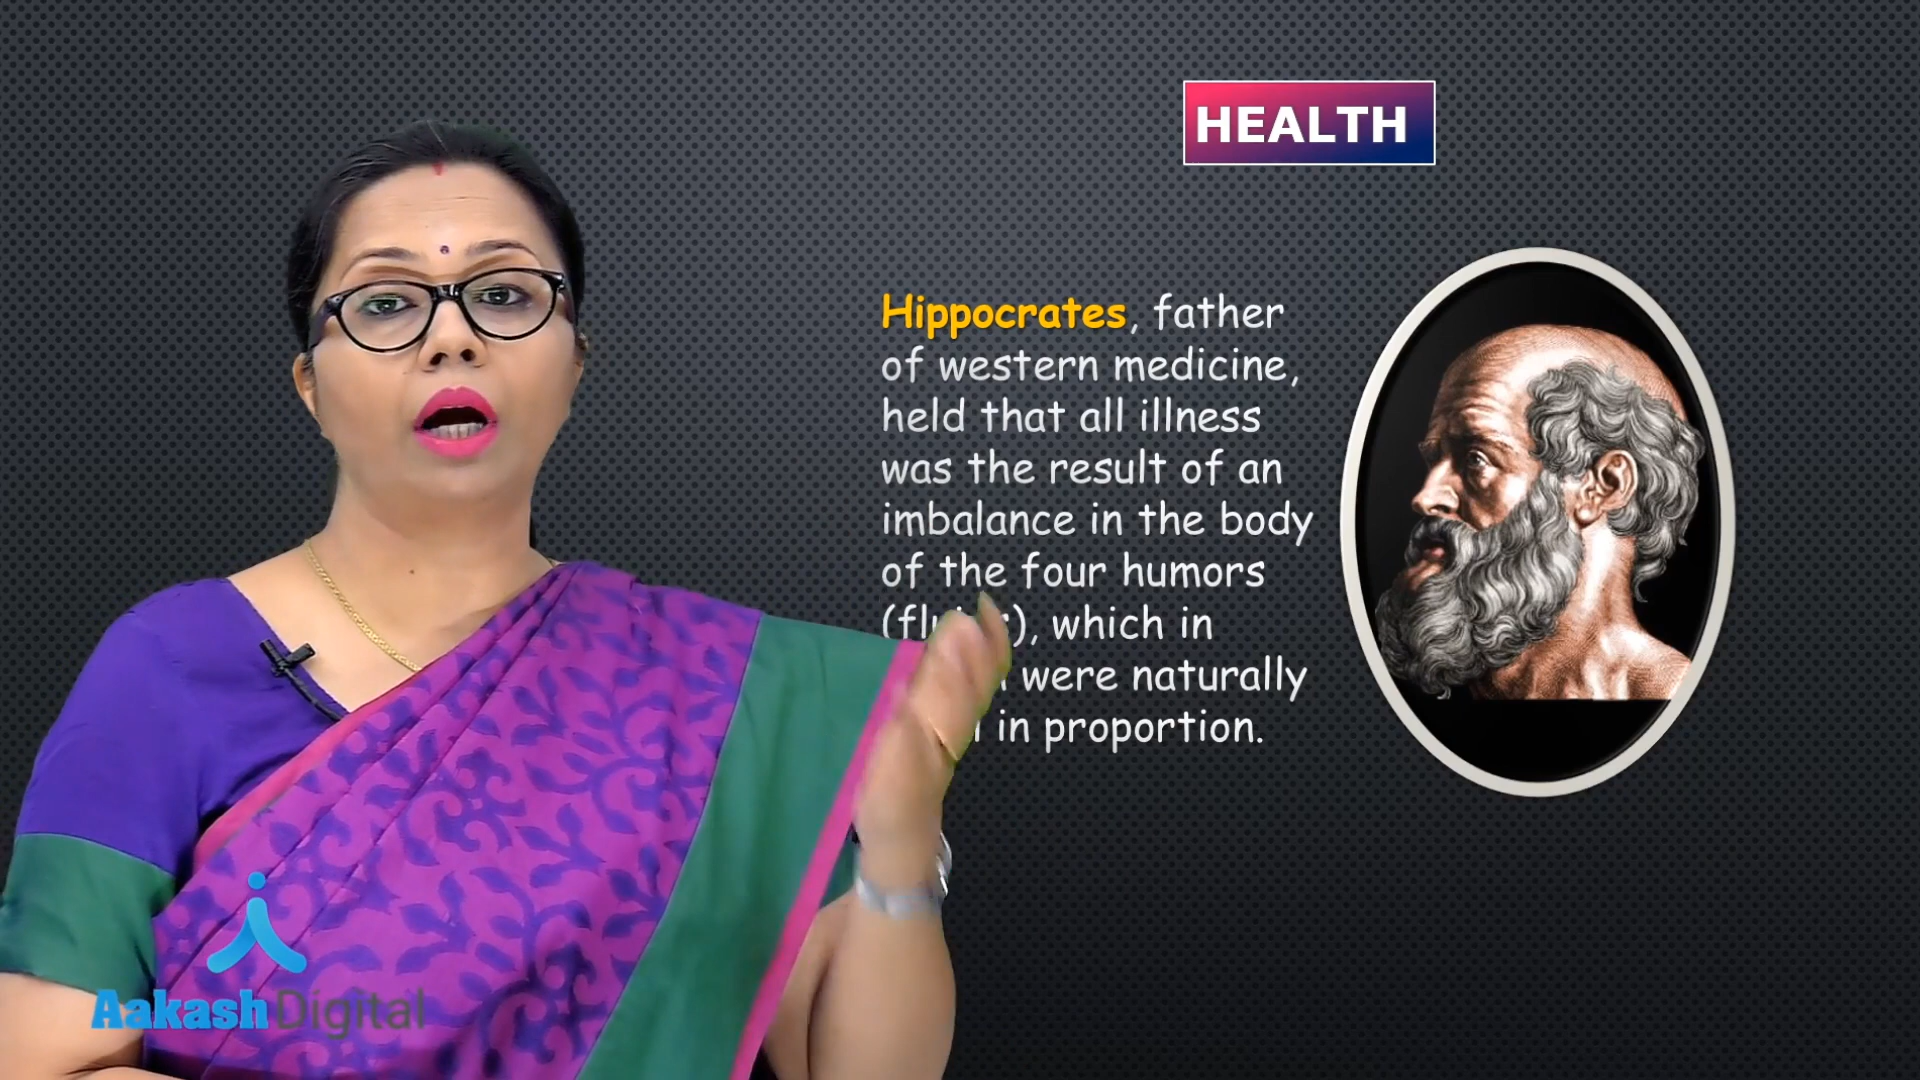 HEALTH
Hippocrates, father
of western medicine,
held that all illness
was the result of an
imbalance in the body
of the four humors
which in
were naturally
in proportion.
Aakash Digital